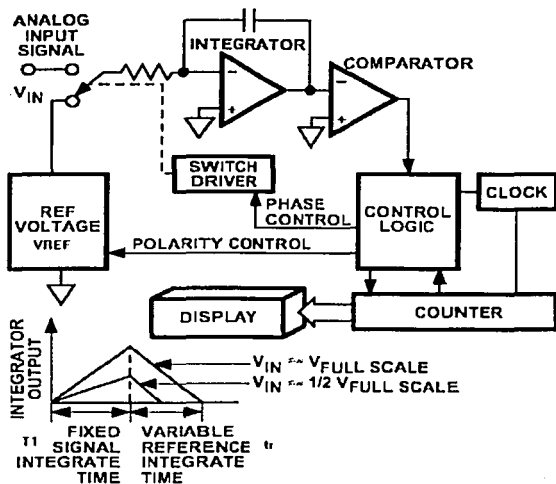 ANALOG
INPUT
SIGNAL
VIN
INTEGRATOR
COMPARATOR
−
+
−
+
SWITCH
DRIVER
REF
VOLTAGE
VREF
PHASE
CONTROL
POLARITY CONTROL
CONTROL
LOGIC
CLOCK
DISPLAY
COUNTER
INTEGRATOR
OUTPUT
VIN ≈ VFULL SCALE
VIN ≈ 1/2 VFULL SCALE
T1
FIXED
SIGNAL
INTEGRATE
TIME
VARIABLE
REFERENCE
INTEGRATE
TIME
tr